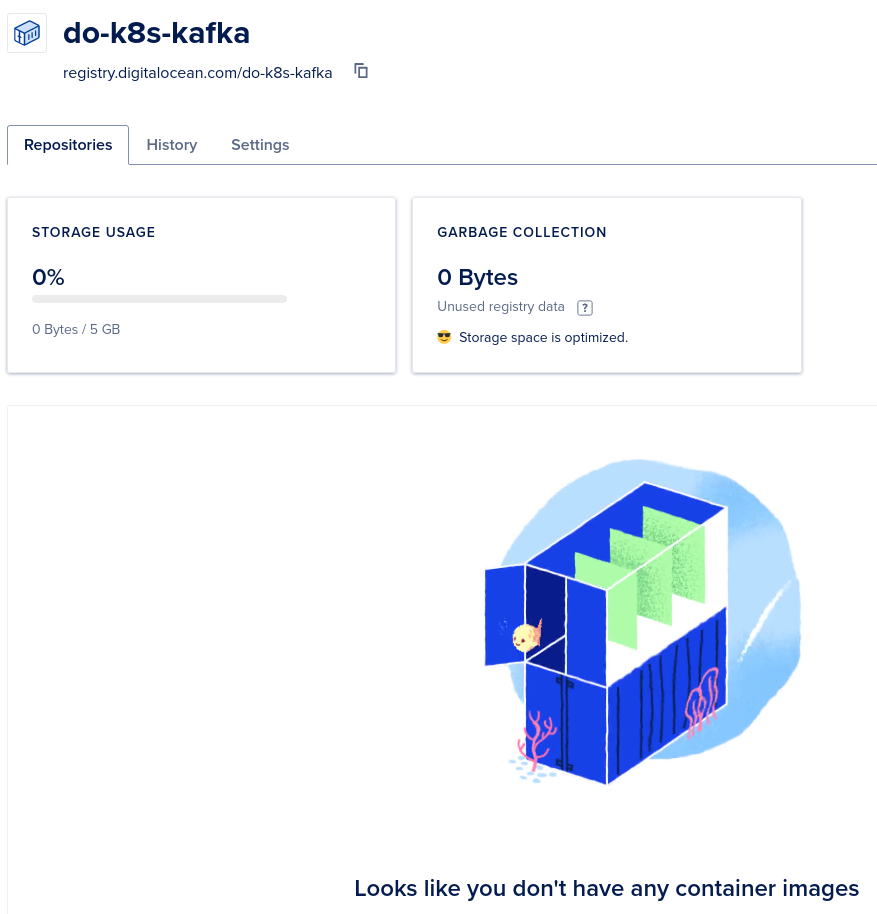 do-k8s-kafka
registry.digitalocean.com/do-k8s-kafka
Repositories
History
Settings
STORAGE USAGE
0%
0 Bytes / 5 GB
GARBAGE COLLECTION
0 Bytes
Unused registry data ?
😎 Storage space is optimized.
Looks like you don't have any container images